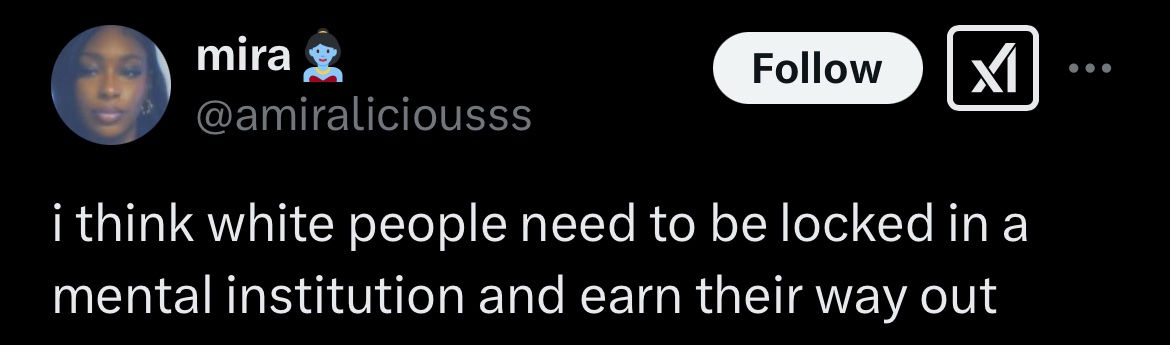 mira
@amiraliciousss
Follow
i think white people need to be locked in a
mental institution and earn their way out